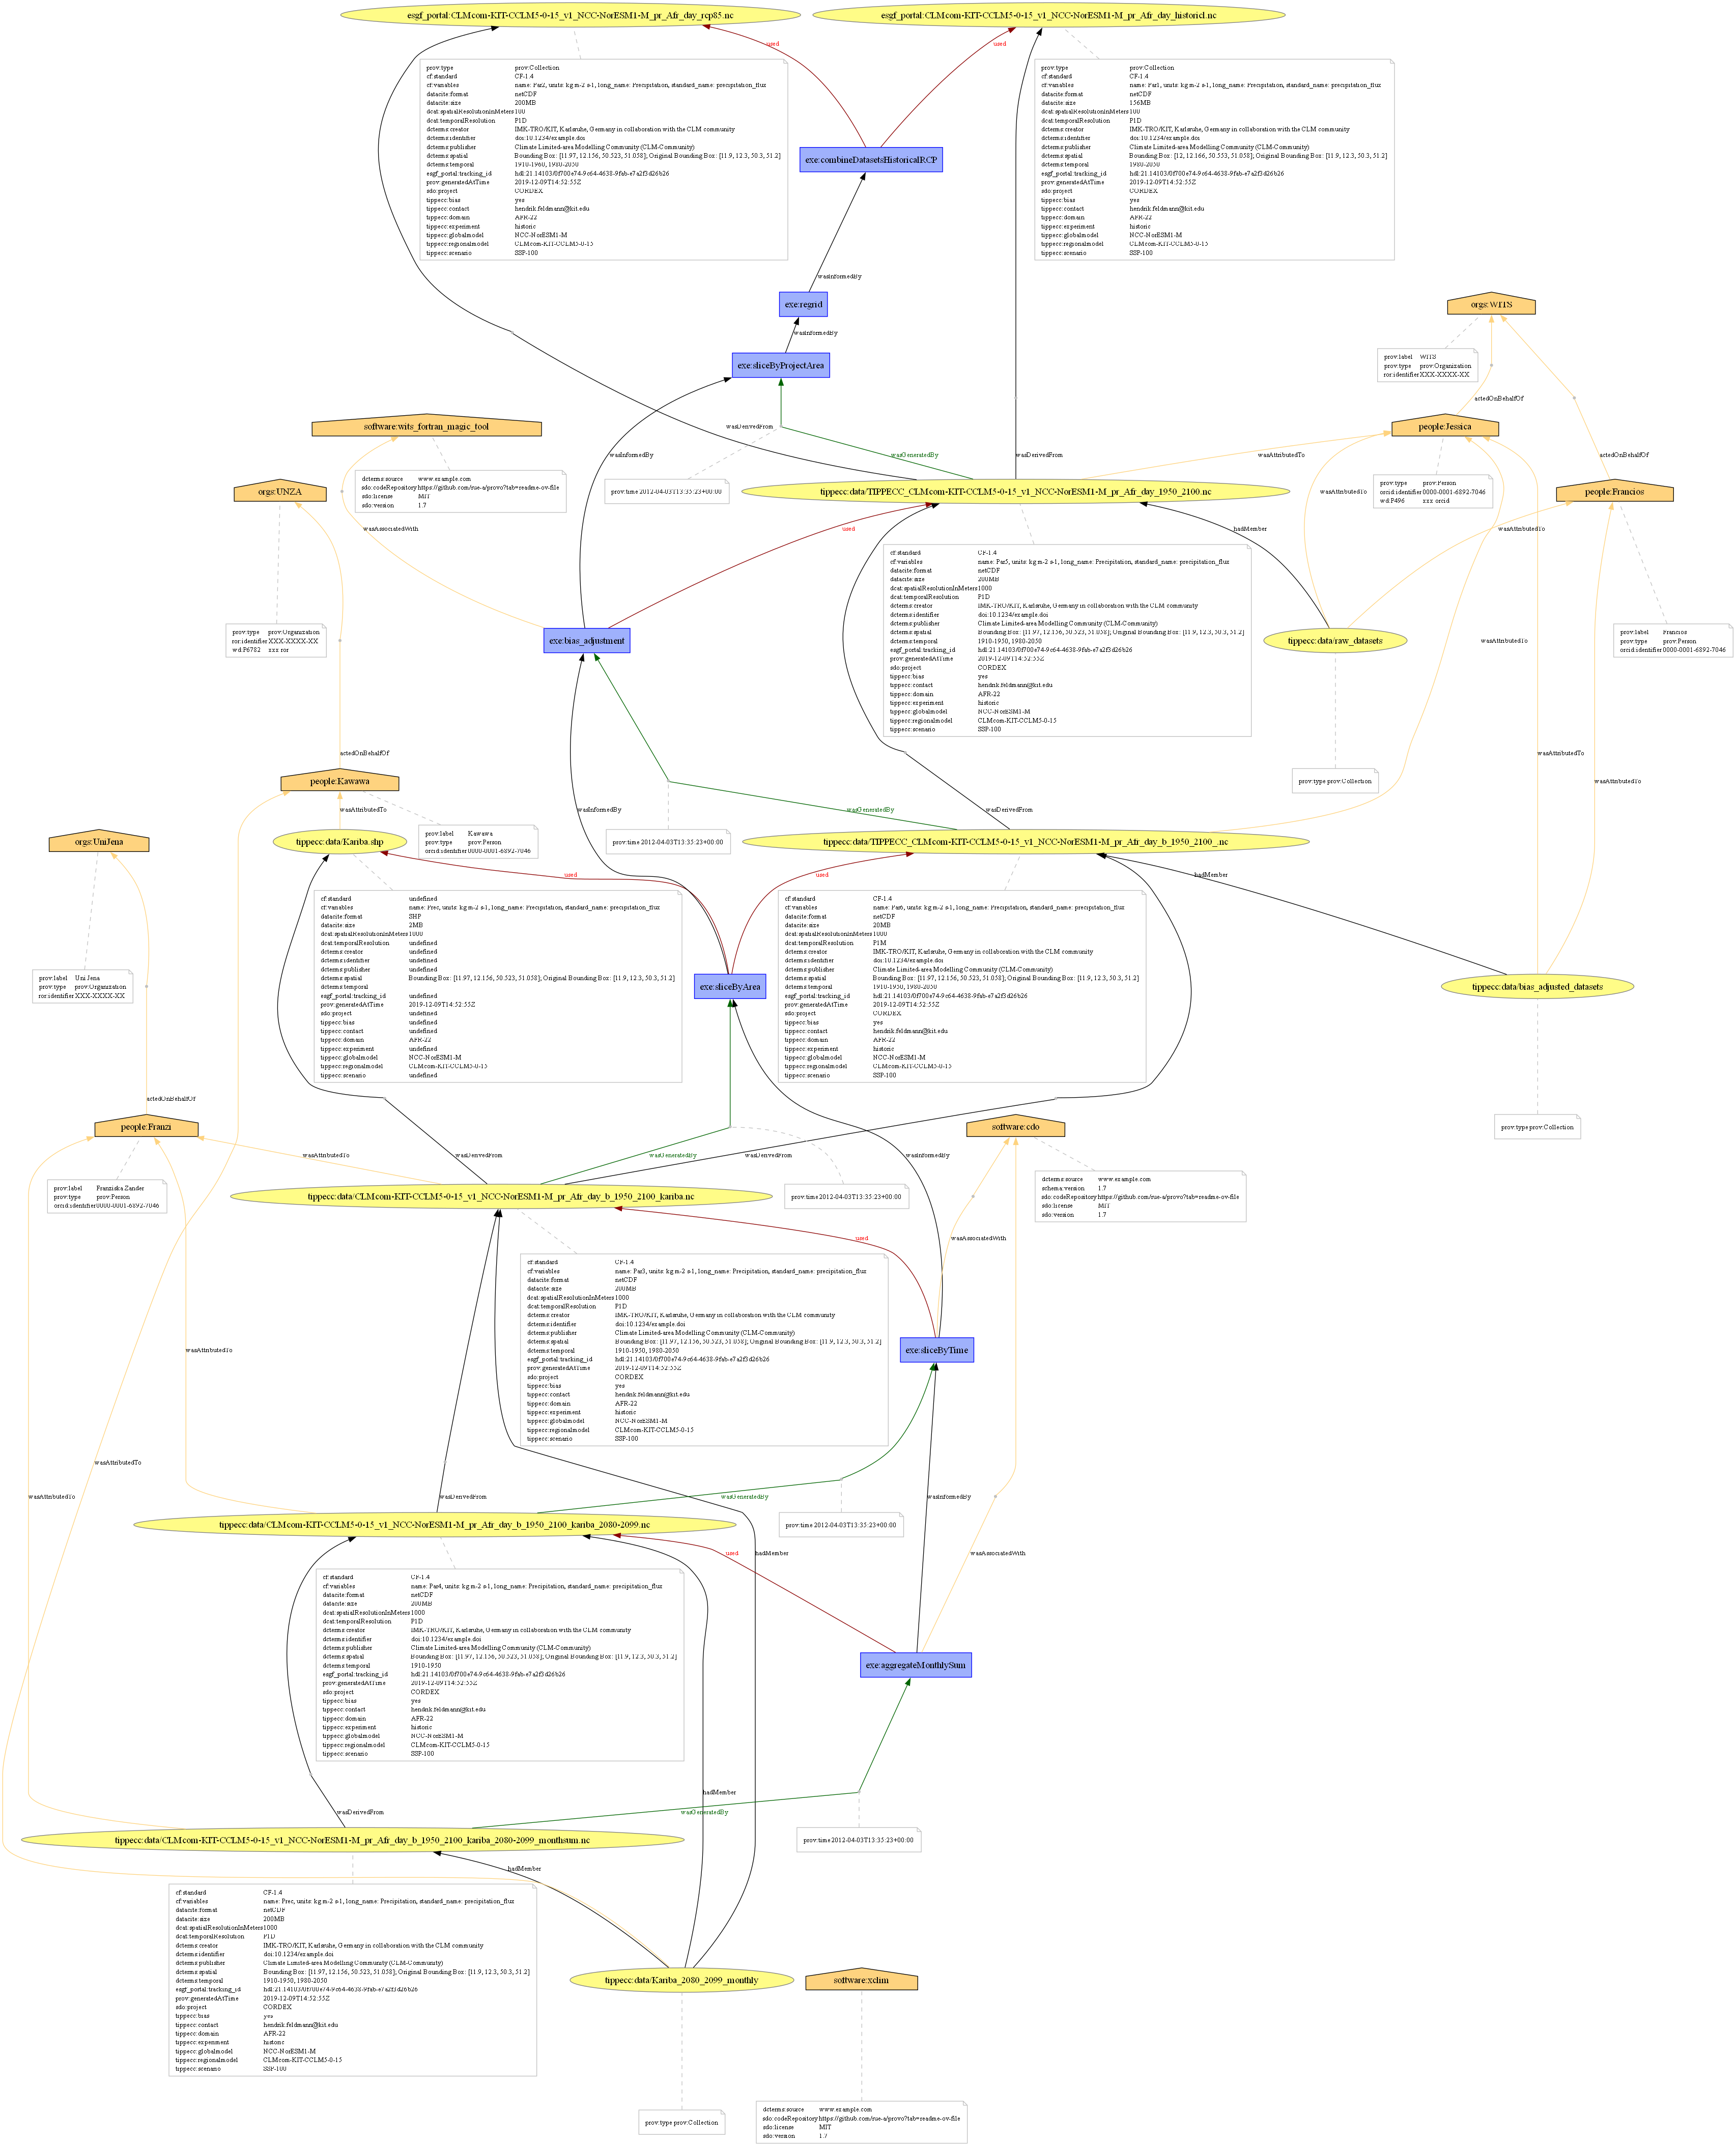 esgf_portal:CLMcom-KIT-CCLM5-0-15_v1_NCC-NorESM1-M_pr_Afr_day_rcp85.nc
esgf_portal:CLMcom-KIT-CCLM5-0-15_v1_NCC-NorESM1-M_pr_Afr_day_historicl.nc
used
used
prov:type prov:Collection
cf:standard CF-1.4
cf:variables name: Par2, units: kg m-2 s-1, long_name: Precipitation, standard_name: precipitation_flux
datacite:format netCDF
datacite:size 200MB
dcat:spatialResolutionInMeters 100
dcat:temporalResolution P1D
dcterms:creator IMK-TRO/KIT, Karlsruhe, Germany in collaboration with the CLM community
dcterms:identifier doi:10.1234/example.doi
dcterms:publisher Climate Limited-area Modelling Community (CLM-Community)
dcterms:spatial Bounding Box: [11.97, 12.156, 50.523, 51.058], Original Bounding Box: [11.9, 12.3, 50.3, 51.2]
dcterms:temporal 1910-1960, 1980-2050
esgf_portal:tracking_id hdl:21.14103/0f700e74-9c64-4638-9fab-e7a2f3d26b26
prov:generatedAtTime 2019-12-09T14:52:55Z
sdo:project CORDEX
tippecc:bias yes
tippecc:contact hendrik.feldmann@kit.edu
tippecc:domain AFR-22
tippecc:experiment historic
tippecc:globalmodel NCC-NorESM1-M
tippecc:regionalmodel CLMcom-KIT-CCLM5-0-15
tippecc:scenario SSP-100
prov:type prov:Collection
cf:standard CF-1.4
cf:variables name: Par1, units: kg m-2 s-1, long_name: Precipitation, standard_name: precipitation_flux
datacite:format netCDF
datacite:size 156MB
dcat:spatialResolutionInMeters 100
dcat:temporalResolution P1D
dcterms:creator IMK-TRO/KIT, Karlsruhe, Germany in collaboration with the CLM community
dcterms:identifier doi:10.1234/example.doi
dcterms:publisher Climate Limited-area Modelling Community (CLM-Community)
dcterms:spatial Bounding Box: [12, 12.166, 50.553, 51.058], Original Bounding Box: [11.9, 12.3, 50.3, 51.2]
dcterms:temporal 1980-2050
esgf_portal:tracking_id hdl:21.14103/0f700e74-9c64-4638-9fab-e7a2f3d26b26
prov:generatedAtTime 2019-12-09T14:52:55Z
sdo:project CORDEX
tippecc:bias yes
tippecc:contact hendrik.feldmann@kit.edu
tippecc:domain AFR-22
tippecc:experiment historic
tippecc:globalmodel NCC-NorESM1-M
tippecc:regionalmodel CLMcom-KIT-CCLM5-0-15
tippecc:scenario SSP-100
exe:combineDatasetsHistoricalRCP
wasInformedBy
exe:regrid
wasInformedBy
exe:sliceByProjectArea
orgs:WITS
prov:label WITS
prov:type prov:Organization
ror:identifier XXX-XXXX-XX
actedOnBehalfOf
people:Jessica
software:wits_fortran_magic_tool
wasDerivedFrom
wasInformedBy
wasGeneratedBy
wasDerivedFrom
wasAttributedTo
actedOnBehalfOf
dcterms:source www.example.com
sdo:codeRepository https://github.com/rue-a/provo?tab=readme-ov-file
sdo:license MIT
sdo:version 1.7
prov:time 2012-04-03T13:35:23+00:00
prov:type prov:Person
orcid:identifier 0000-0001-6892-7046
wd:P496 xxx orcid
orgs:UNZA
tippecc:data/TIPPECC_CLMcom-KIT-CCLM5-0-15_v1_NCC-NorESM1-M_pr_Afr_day_1950_2100.nc
wasAttributedTo
people:Francios
wasAssociatedWith
used
hadMember
wasAttributedTo
cf:standard CF-1.4
cf:variables name: Par5, units: kg m-2 s-1, long_name: Precipitation, standard_name: precipitation_flux
datacite:format netCDF
datacite:size 200MB
dcat:spatialResolutionInMeters 1000
dcat:temporalResolution P1D
dcterms:creator IMK-TRO/KIT, Karlsruhe, Germany in collaboration with the CLM community
dcterms:identifier doi:10.1234/example.doi
dcterms:publisher Climate Limited-area Modelling Community (CLM-Community)
dcterms:spatial Bounding Box: [11.97, 12.156, 50.523, 51.058], Original Bounding Box: [11.9, 12.3, 50.3, 51.2]
dcterms:temporal 1910-1950, 1980-2050
esgf_portal:tracking_id hdl:21.14103/0f700e74-9c64-4638-9fab-e7a2f3d26b26
prov:generatedAtTime 2019-12-09T14:52:55Z
sdo:project CORDEX
tippecc:bias yes
tippecc:contact hendrik.feldmann@kit.edu
tippecc:domain AFR-22
tippecc:experiment historic
tippecc:globalmodel NCC-NorESM1-M
tippecc:regionalmodel CLMcom-KIT-CCLM5-0-15
tippecc:scenario SSP-100
prov:type prov:Organization
ror:identifier XXX-XXXX-XX
wd:P6782 xxx ror
exe:bias_adjustment
tippecc:data/raw_datasets
wasAttributedTo
prov:label Francios
prov:type prov:Person
orcid:identifier 0000-0001-6892-7046
actedOnBehalfOf
wasAttributedTo
wasAttributedTo
people:Kawawa
prov:type prov:Collection
wasAttributedTo
wasInformedBy
wasGeneratedBy
wasDerivedFrom
orgs:UniJena
tippecc:data/Kariba.shp
prov:label Kawawa
prov:type prov:Person
orcid:identifier 0000-0001-6892-7046
prov:time 2012-04-03T13:35:23+00:00
tippecc:data/TIPPECC_CLMcom-KIT-CCLM5-0-15_v1_NCC-NorESM1-M_pr_Afr_day_b_1950_2100_.nc
used
used
hadMember
cf:standard undefined
cf:variables name: Prec, units: kg m-2 s-1, long_name: Precipitation, standard_name: precipitation_flux
datacite:format SHP
datacite:size 2MB
dcat:spatialResolutionInMeters 1000
dcat:temporalResolution undefined
dcterms:creator undefined
dcterms:identifier undefined
dcterms:publisher undefined
dcterms:spatial Bounding Box: [11.97, 12.156, 50.523, 51.058], Original Bounding Box: [11.9, 12.3, 50.3, 51.2]
dcterms:temporal
esgf_portal:tracking_id undefined
prov:generatedAtTime 2019-12-09T14:52:55Z
sdo:project undefined
tippecc:bias undefined
tippecc:contact undefined
tippecc:domain AFR-22
tippecc:experiment undefined
tippecc:globalmodel NCC-NorESM1-M
tippecc:regionalmodel CLMcom-KIT-CCLM5-0-15
tippecc:scenario undefined
cf:standard CF-1.4
cf:variables name: Par6, units: kg m-2 s-1, long_name: Precipitation, standard_name: precipitation_flux
datacite:format netCDF
datacite:size 20MB
dcat:spatialResolutionInMeters 1000
dcat:temporalResolution P1M
dcterms:creator IMK-TRO/KIT, Karlsruhe, Germany in collaboration with the CLM community
dcterms:identifier doi:10.1234/example.doi
dcterms:publisher Climate Limited-area Modelling Community (CLM-Community)
dcterms:spatial Bounding Box: [11.97, 12.156, 50.523, 51.058], Original Bounding Box: [11.9, 12.3, 50.3, 51.2]
dcterms:temporal 1910-1950, 1980-2050
esgf_portal:tracking_id hdl:21.14103/0f700e74-9c64-4638-9fab-e7a2f3d26b26
prov:generatedAtTime 2019-12-09T14:52:55Z
sdo:project CORDEX
tippecc:bias yes
tippecc:contact hendrik.feldmann@kit.edu
tippecc:domain AFR-22
tippecc:experiment historic
tippecc:globalmodel NCC-NorESM1-M
tippecc:regionalmodel CLMcom-KIT-CCLM5-0-15
tippecc:scenario SSP-100
prov:label Uni Jena
prov:type prov:Organization
ror:identifier XXX-XXXX-XX
exe:sliceByArea
tippecc:data/bias_adjusted_datasets
actedOnBehalfOf
people:Franzi
software:cdo
prov:type prov:Collection
wasAttributedTo
wasDerivedFrom
wasGeneratedBy
wasDerivedFrom
wasInformedBy
prov:label Franziska Zander
prov:type prov:Person
orcid:identifier 0000-0001-6892-7046
tippecc:data/CLMcom-KIT-CCLM5-0-15_v1_NCC-NorESM1-M_pr_Afr_day_b_1950_2100_kariba.nc
prov:time 2012-04-03T13:35:23+00:00
dcterms:source www.example.com
schema:version 1.7
sdo:codeRepository https://github.com/rue-a/provo?tab=readme-ov-file
sdo:license MIT
sdo:version 1.7
used
wasAssociatedWith
cf:standard CF-1.4
cf:variables name: Par3, units: kg m-2 s-1, long_name: Precipitation, standard_name: precipitation_flux
datacite:format netCDF
datacite:size 200MB
dcat:spatialResolutionInMeters 1000
dcat:temporalResolution P1D
dcterms:creator IMK-TRO/KIT, Karlsruhe, Germany in collaboration with the CLM community
dcterms:identifier doi:10.1234/example.doi
dcterms:publisher Climate Limited-area Modelling Community (CLM-Community)
dcterms:spatial Bounding Box: [11.97, 12.156, 50.523, 51.058], Original Bounding Box: [11.9, 12.3, 50.3, 51.2]
dcterms:temporal 1910-1950, 1980-2050
esgf_portal:tracking_id hdl:21.14103/0f700e74-9c64-4638-9fab-e7a2f3d26b26
prov:generatedAtTime 2019-12-09T14:52:55Z
sdo:project CORDEX
tippecc:bias yes
tippecc:contact hendrik.feldmann@kit.edu
tippecc:domain AFR-22
tippecc:experiment historic
tippecc:globalmodel NCC-NorESM1-M
tippecc:regionalmodel CLMcom-KIT-CCLM5-0-15
tippecc:scenario SSP-100
exe:sliceByTime
wasAttributedTo
wasAttributedTo
wasAttributedTo
wasDerivedFrom
wasGeneratedBy
wasInformedBy
tippecc:data/CLMcom-KIT-CCLM5-0-15_v1_NCC-NorESM1-M_pr_Afr_day_b_1950_2100_kariba_2080-2099.nc
prov:time 2012-04-03T13:35:23+00:00
used
hadMember
wasAssociatedWith
cf:standard CF-1.4
cf:variables name: Par4, units: kg m-2 s-1, long_name: Precipitation, standard_name: precipitation_flux
datacite:format netCDF
datacite:size 200MB
dcat:spatialResolutionInMeters 1000
dcat:temporalResolution P1D
dcterms:creator IMK-TRO/KIT, Karlsruhe, Germany in collaboration with the CLM community
dcterms:identifier doi:10.1234/example.doi
dcterms:publisher Climate Limited-area Modelling Community (CLM-Community)
dcterms:spatial Bounding Box: [11.97, 12.156, 50.523, 51.058], Original Bounding Box: [11.9, 12.3, 50.3, 51.2]
dcterms:temporal 1910-1950
esgf_portal:tracking_id hdl:21.14103/0f700e74-9c64-4638-9fab-e7a2f3d26b26
prov:generatedAtTime 2019-12-09T14:52:55Z
sdo:project CORDEX
tippecc:bias yes
tippecc:contact hendrik.feldmann@kit.edu
tippecc:domain AFR-22
tippecc:experiment historic
tippecc:globalmodel NCC-NorESM1-M
tippecc:regionalmodel CLMcom-KIT-CCLM5-0-15
tippecc:scenario SSP-100
exe:aggregateMonthlySum
hadMember
wasDerivedFrom
wasGeneratedBy
tippecc:data/CLMcom-KIT-CCLM5-0-15_v1_NCC-NorESM1-M_pr_Afr_day_b_1950_2100_kariba_2080-2099_monthsum.nc
prov:time 2012-04-03T13:35:23+00:00
hadMember
cf:standard CF-1.4
cf:variables name: Prec, units: kg m-2 s-1, long_name: Precipitation, standard_name: precipitation_flux
datacite:format netCDF
datacite:size 200MB
dcat:spatialResolutionInMeters 1000
dcat:temporalResolution P1D
dcterms:creator IMK-TRO/KIT, Karlsruhe, Germany in collaboration with the CLM community
dcterms:identifier doi:10.1234/example.doi
dcterms:publisher Climate Limited-area Modelling Community (CLM-Community)
dcterms:spatial Bounding Box: [11.97, 12.156, 50.523, 51.058], Original Bounding Box: [11.9, 12.3, 50.3, 51.2]
dcterms:temporal 1910-1950, 1980-2050
esgf_portal:tracking_id hdl:21.14103/0f700e74-9c64-4638-9fab-e7a2f3d26b26
prov:generatedAtTime 2019-12-09T14:52:55Z
sdo:project CORDEX
tippecc:bias yes
tippecc:contact hendrik.feldmann@kit.edu
tippecc:domain AFR-22
tippecc:experiment historic
tippecc:globalmodel NCC-NorESM1-M
tippecc:regionalmodel CLMcom-KIT-CCLM5-0-15
tippecc:scenario SSP-100
tippecc:data/Kariba_2080_2099_monthly
software:xclim
prov:type prov:Collection
dcterms:source www.example.com
sdo:codeRepository https://github.com/rue-a/provo?tab=readme-ov-file
sdo:license MIT
sdo:version 1.7